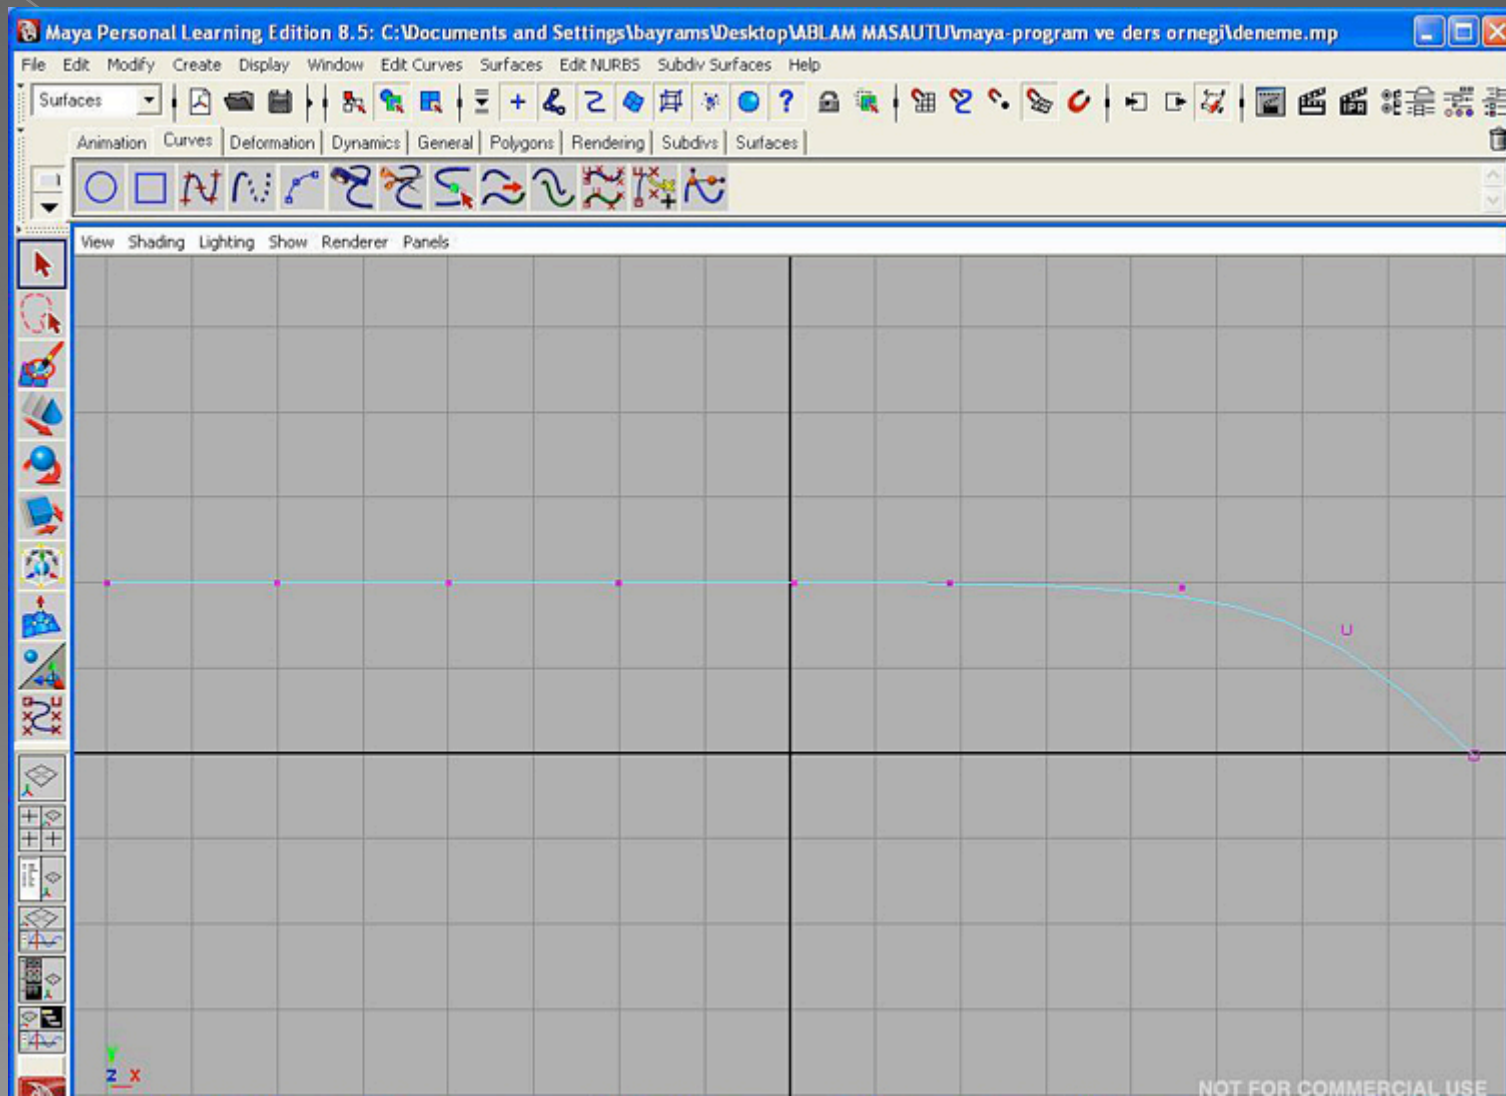 Maya Personal Learning Edition 8.5: C:\Documents and Settings\bayrams\Desktop\ABLAM MASAUTU\maya-program ve ders ornegi\deneme.mp
File Edit Modify Create Display Window Edit Curves Surfaces Edit NURBS Subdiv Surfaces Help
Surfaces
Animation Curves Deformation Dynamics General Polygons Rendering Subdivs Surfaces
View Shading Lighting Show Renderer Panels
U
Y
Z X
NOT FOR COMMERCIAL USE